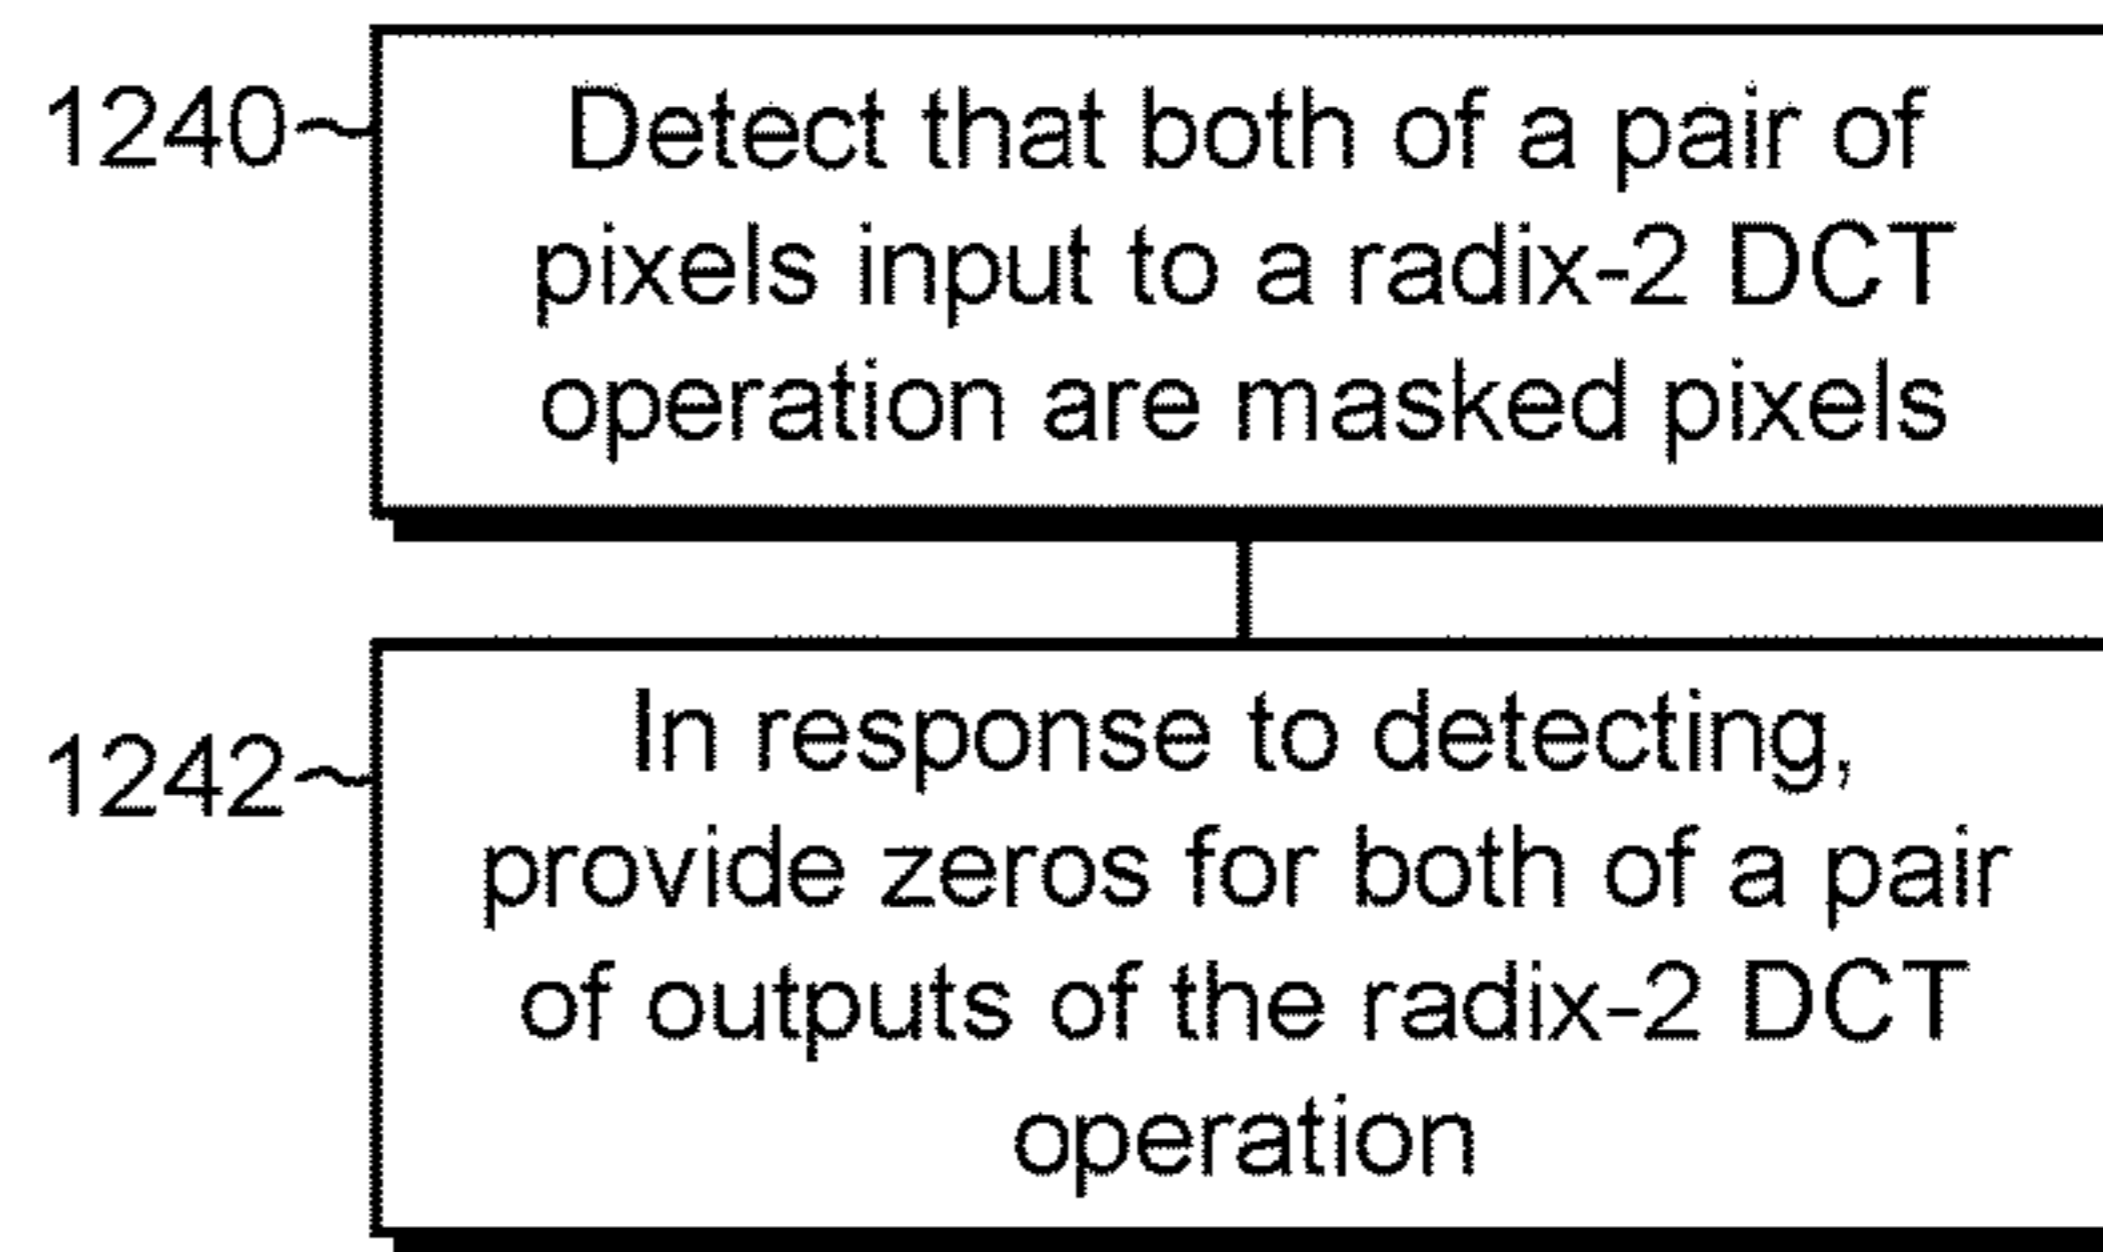 1240
Detect that both of a pair of
pixels input to a radix-2 DCT
operation are masked pixels
1242
In response to detecting,
provide zeros for both of a pair
of outputs of the radix-2 DCT
operation